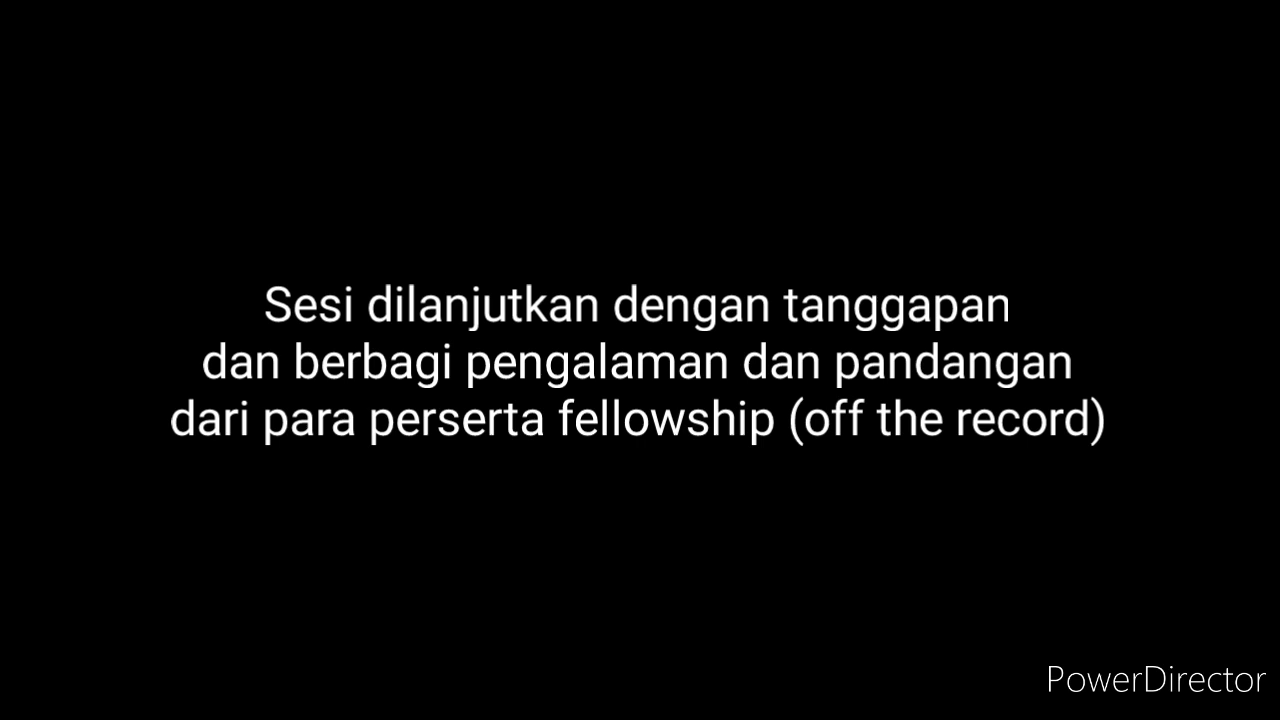 Sesi dilanjutkan dengan tanggapan
dan berbagi pengalaman dan pandangan
dari para perserta fellowship (off the record)
PowerDirector